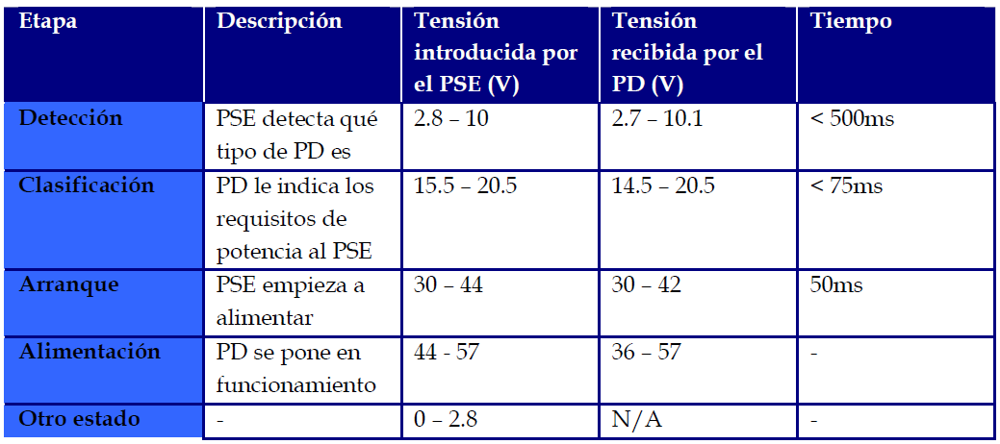 Etapa
Descripción
Tensión
introducida por
el PSE (V)
Tensión
recibida por el
PD (V)
Tiempo
Detección
PSE detecta qué
tipo de PD es
2.8 – 10
2.7 – 10.1
< 500ms
Clasificación
PD le indica los
requisitos de
potencia al PSE
15.5 – 20.5
14.5 – 20.5
< 75ms
Arranque
PSE empieza a
alimentar
30 – 44
30 – 42
50ms
Alimentación
PD se pone en
funcionamiento
44 - 57
36 – 57
-
Otro estado
-
0 – 2.8
N/A
-